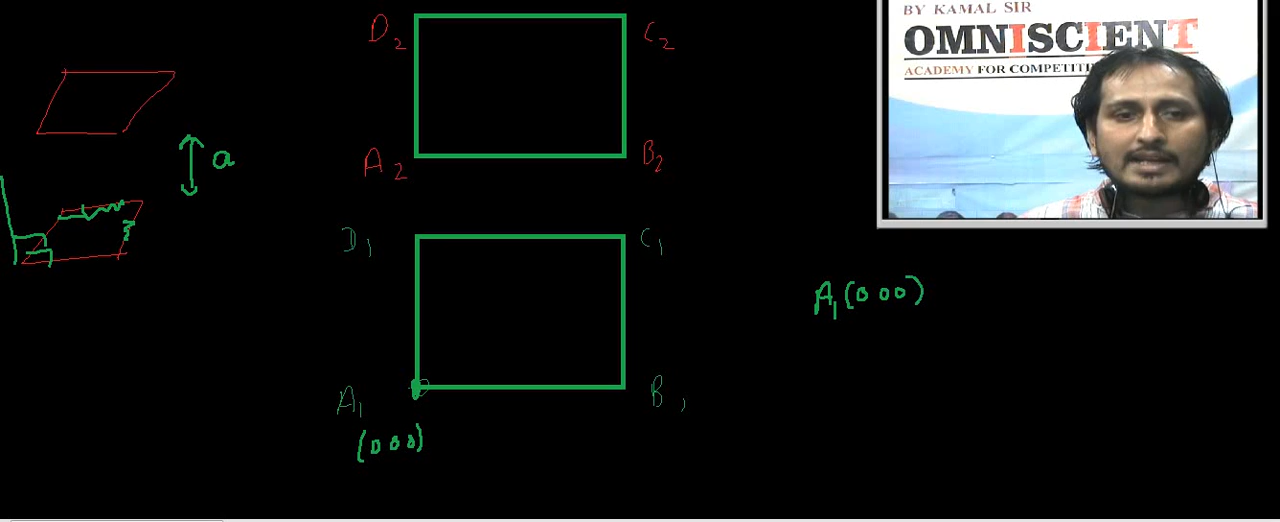 BY KAMAL SIR
OMNISCIENT
ACADEMY FOR COMPETITI
D2 C2
a
A2 B2
D1 C1
A1 (000)
A1 B1
(000)